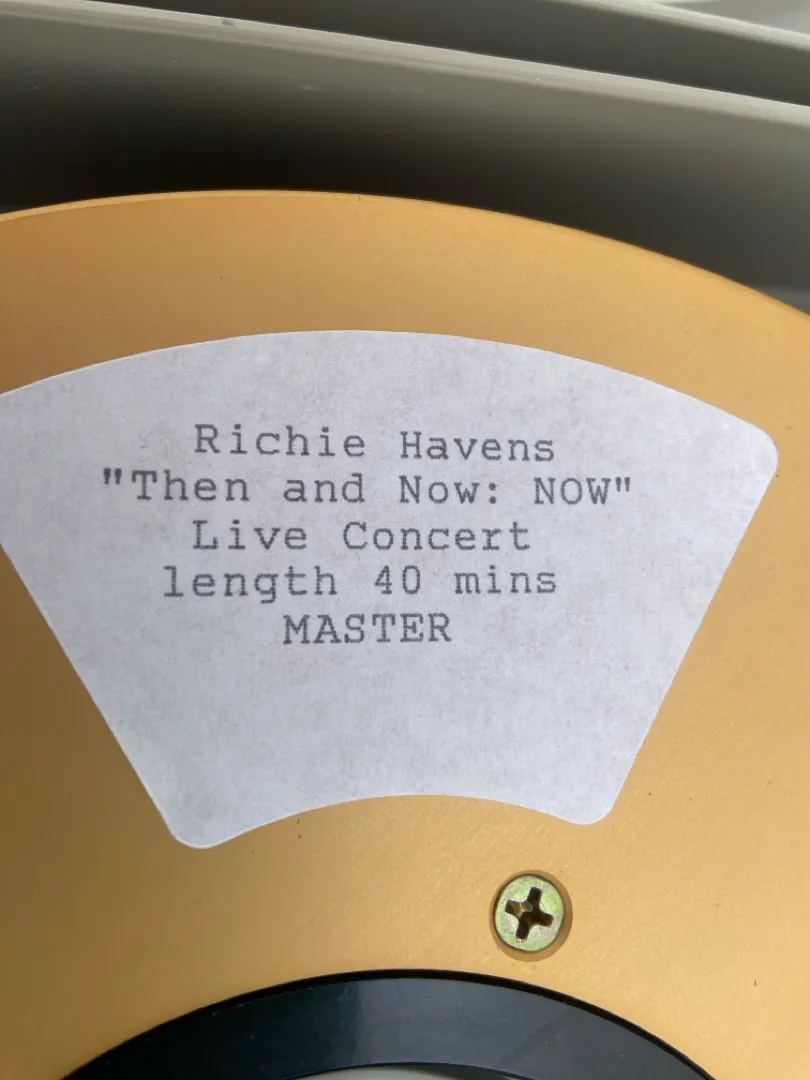 Richie Havens
"Then and Now: NOW"
Live Concert
length 40 mins
MASTER